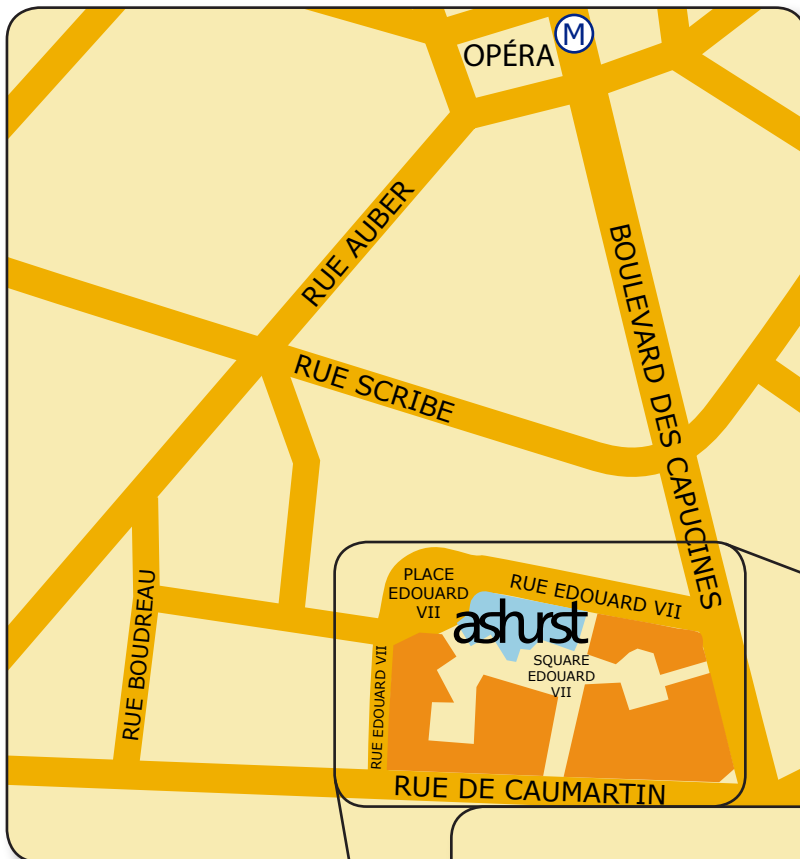 M
OPÉRA
RUE AUBER
BOULEVARD DES CAPUCINES
RUE SCRIBE
PLACE
EDOUARD
VII
RUE EDOUARD VII
ashurst
SQUARE
EDOUARD
VII
RUE BOUDREAU
RUE EDOUARD VII
RUE DE CAUMARTIN